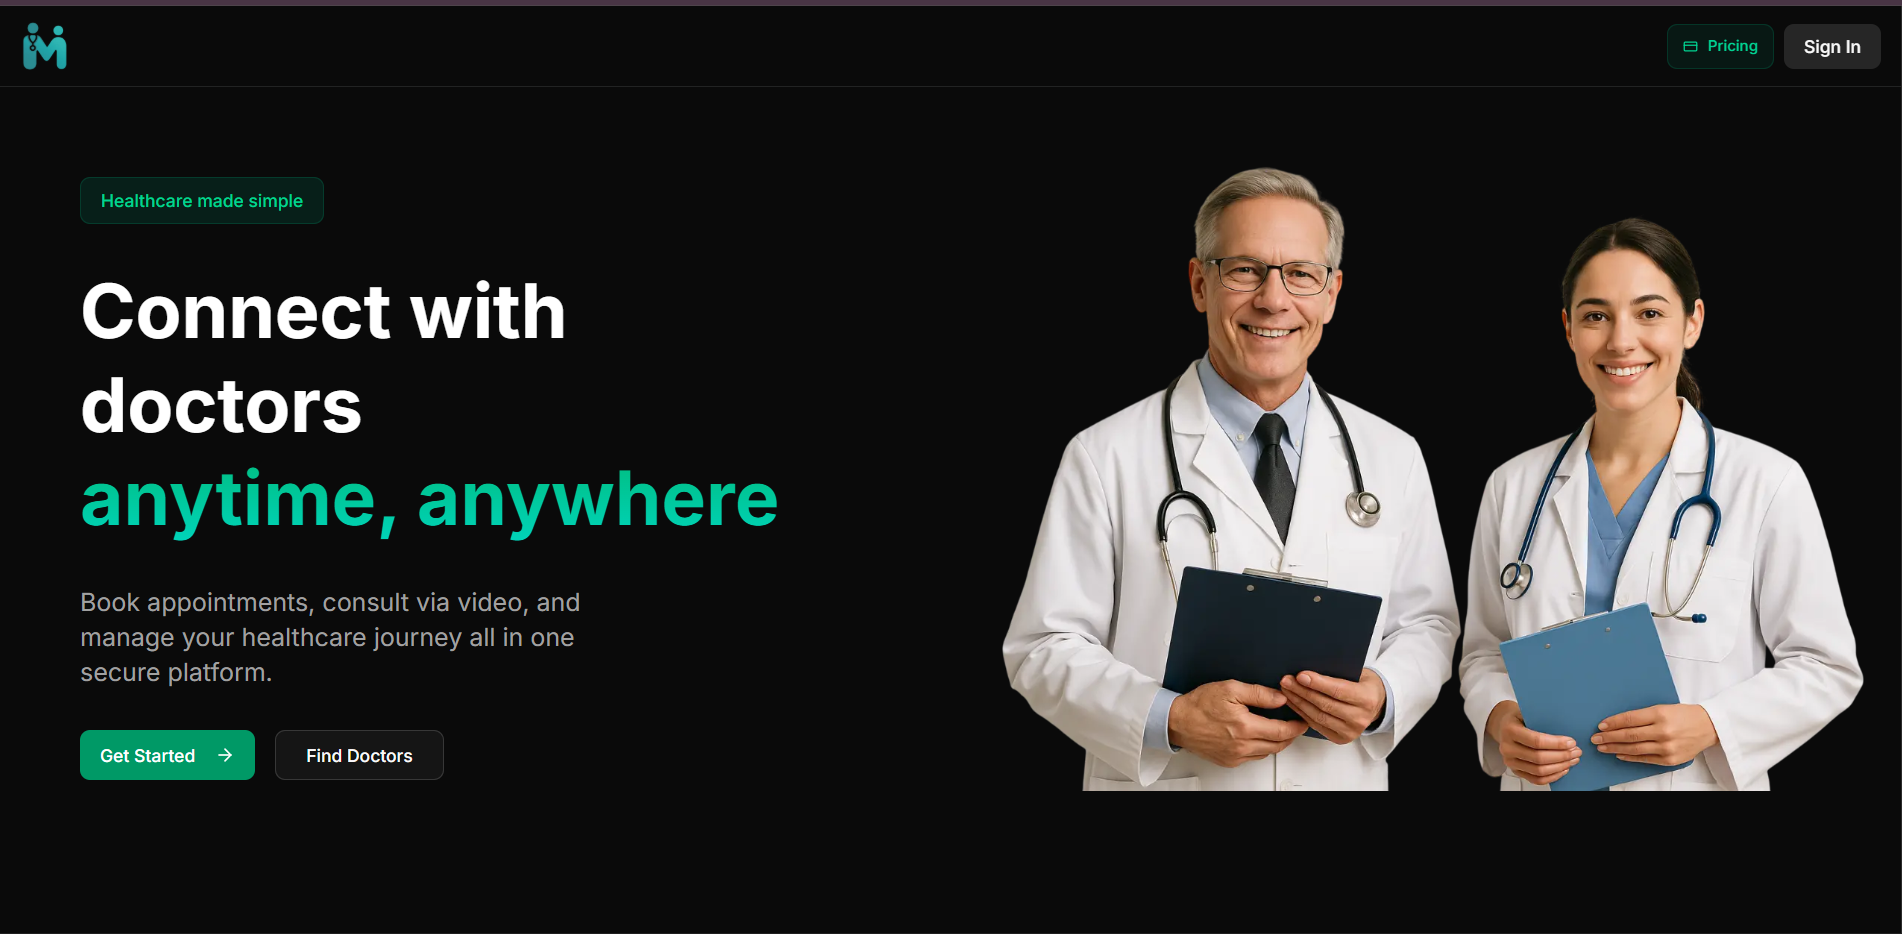 Pricing
Sign In
Healthcare made simple
Connect with
doctors
anytime, anywhere
Book appointments, consult via video, and
manage your healthcare journey all in one
secure platform.
Get Started
Find Doctors